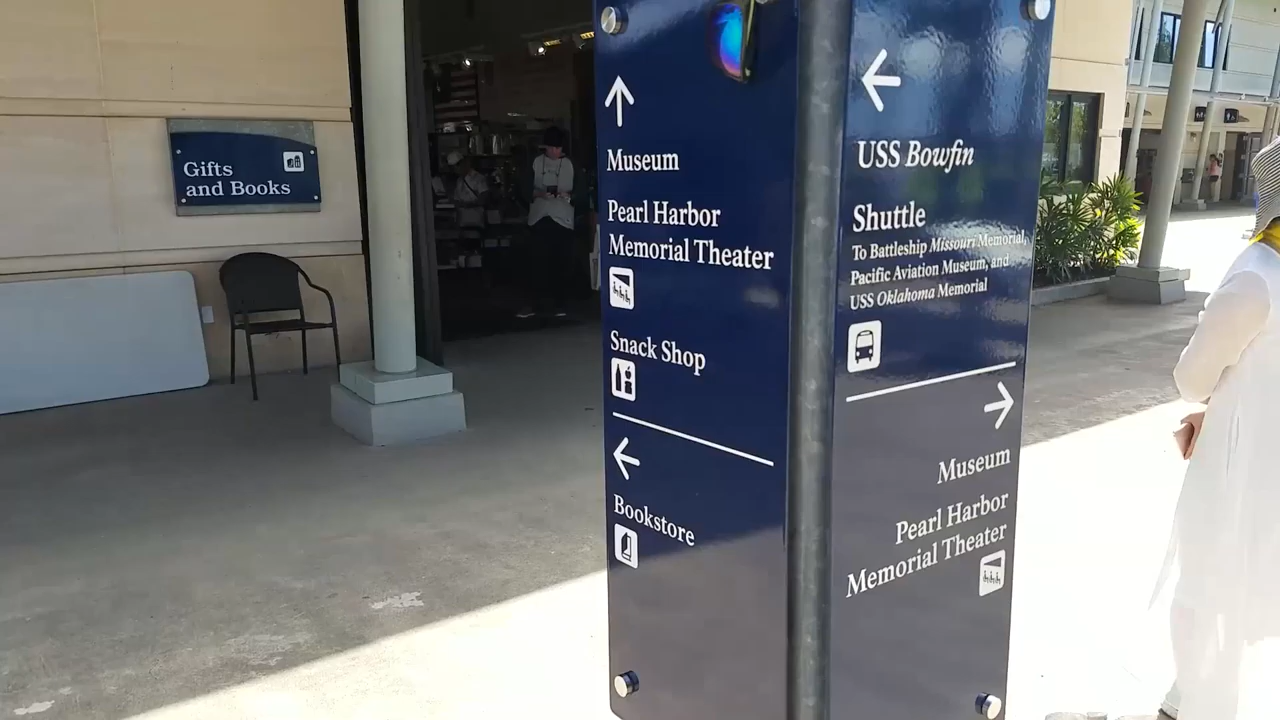 Gifts
and Books
Museum
Pearl Harbor
Memorial Theater
Snack Shop
Bookstore
USS Bowfin
Shuttle
To Battleship Missouri Memorial,
Pacific Aviation Museum, and
USS Oklahoma Memorial
Museum
Pearl Harbor
Memorial Theater